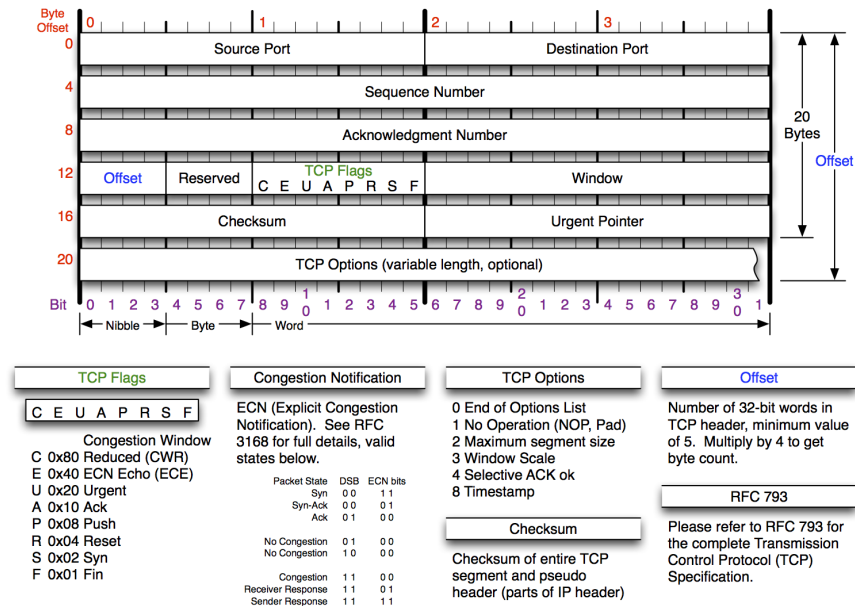 Byte
Offset
0 1 2 3
0 Source Port Destination Port
4 Sequence Number
8 Acknowledgment Number
20
Bytes
Offset
12 Offset Reserved TCP Flags Window
C E U A P R S F
16 Checksum Urgent Pointer
20 TCP Options (variable length, optional)
Bit 0 1 2 3 4 5 6 7 8 9 10 1 2 3 4 5 6 7 8 9 20 1 2 3 4 5 6 7 8 9 30 1
Nibble Byte Word
TCP Flags
C E U A P R S F
Congestion Window
C 0x80 Reduced (CWR)
E 0x40 ECN Echo (ECE)
U 0x20 Urgent
A 0x10 Ack
P 0x08 Push
R 0x04 Reset
S 0x02 Syn
F 0x01 Fin
Congestion Notification
ECN (Explicit Congestion
Notification). See RFC
3168 for full details, valid
states below.
Packet State DSB ECN bits
Syn 0 0 1 1
Syn-Ack 0 0 0 1
Ack 0 1 0 0
No Congestion 0 1 0 0
No Congestion 1 0 0 0
Congestion 1 1 0 0
Receiver Response 1 1 0 1
Sender Response 1 1 1 1
TCP Options
0 End of Options List
1 No Operation (NOP, Pad)
2 Maximum segment size
3 Window Scale
4 Selective ACK ok
8 Timestamp
Checksum
Checksum of entire TCP
segment and pseudo
header (parts of IP header)
Offset
Number of 32-bit words in
TCP header, minimum value
of 5. Multiply by 4 to get
byte count.
RFC 793
Please refer to RFC 793 for
the complete Transmission
Control Protocol (TCP)
Specification.